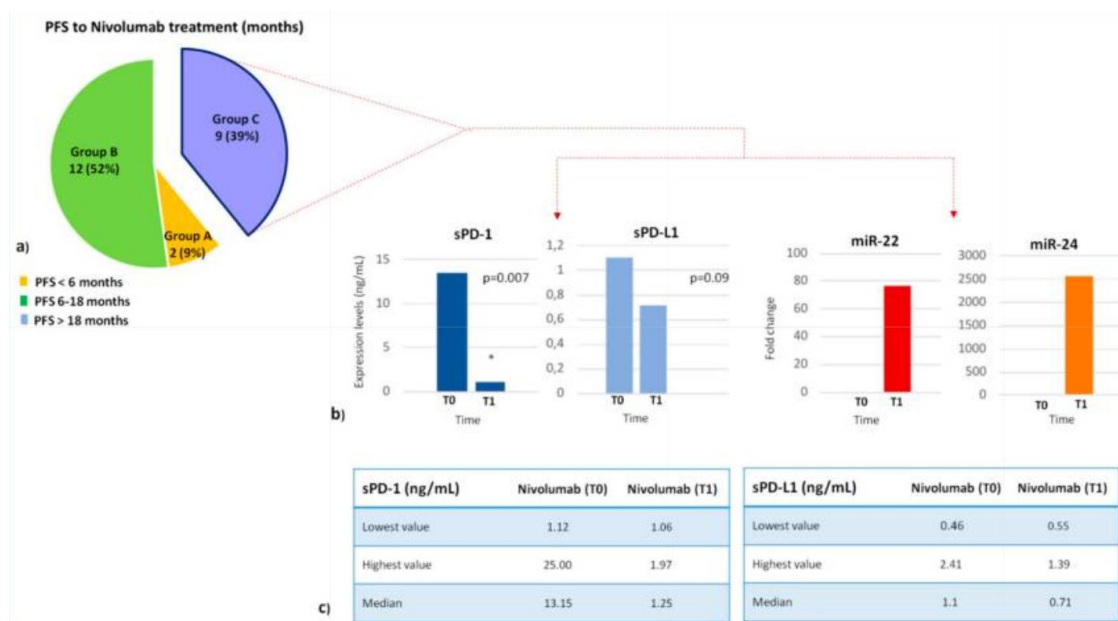 PFS to Nivolumab treatment (months)
Group C
9 (39%)
Group B
12 (52%)
Group A
2 (9%)
a)
PFS < 6 months
PFS 6-18 months
PFS > 18 months
sPD-1
Expression levels (ng/mL)
15
10
5
0
p=0.007
*
T0 T1
Time
sPD-L1
1,2
1
0,8
0,6
0,4
0,2
0
p=0.09
T0 T1
Time
miR-22
Fold change
100
80
60
40
20
0
T0 T1
Time
miR-24
3000
2500
2000
1500
1000
500
0
T0 T1
Time
b)
sPD-1 (ng/mL) Nivolumab (T0) Nivolumab (T1)
Lowest value 1.12 1.06
Highest value 25.00 1.97
Median 13.15 1.25
sPD-L1 (ng/mL) Nivolumab (T0) Nivolumab (T1)
Lowest value 0.46 0.55
Highest value 2.41 1.39
Median 1.1 0.71
c)